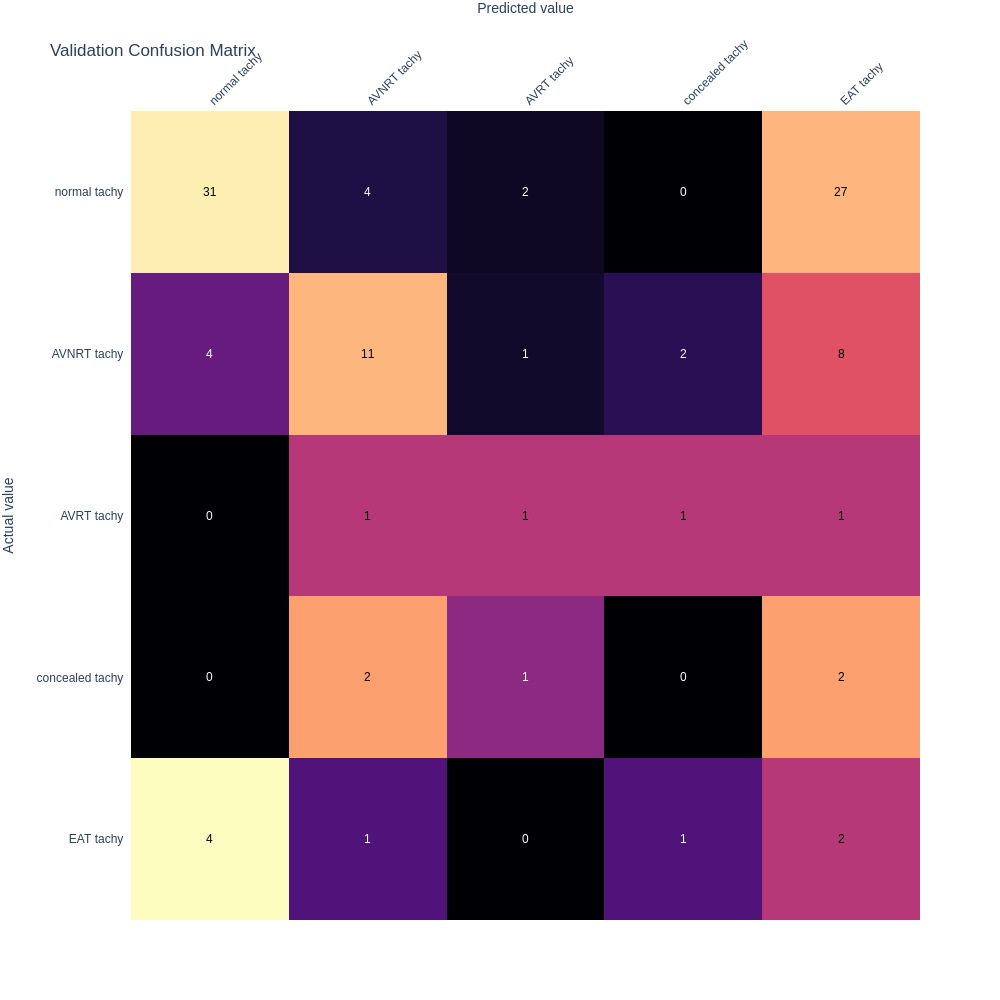 Predicted value
Validation Confusion Matrix
normal tachy AVNRT tachy AVRT tachy concealed tachy EAT tachy
normal tachy 31 4 2 0 27
AVNRT tachy 4 11 1 2 8
AVRT tachy 0 1 1 1 1
Actual value
concealed tachy 0 2 1 0 2
EAT tachy 4 1 0 1 2